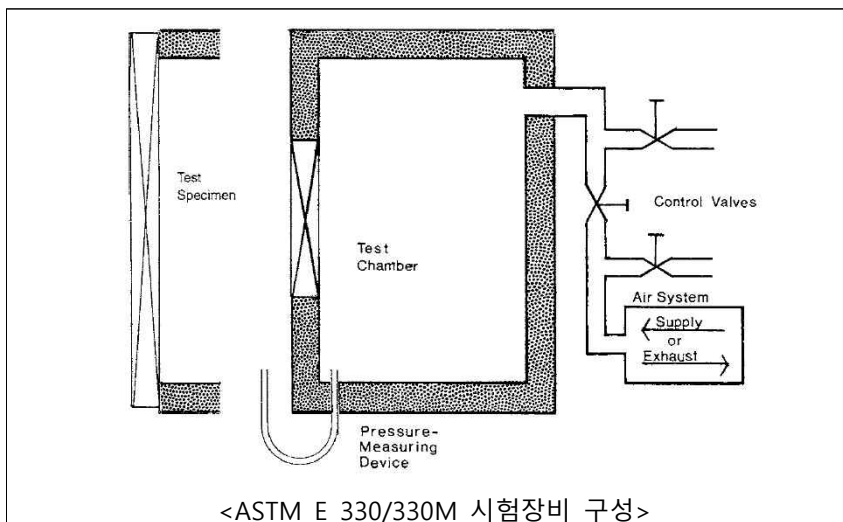 Test
Specimen
Test
Chamber
Control Valves
Air System
Supply
or
Exhaust
Pressure-
Measuring
Device
<ASTM E 330/330M 시험장비 구성>